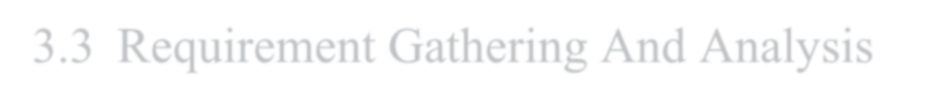 3.3 Requirement Gathering And Analysis